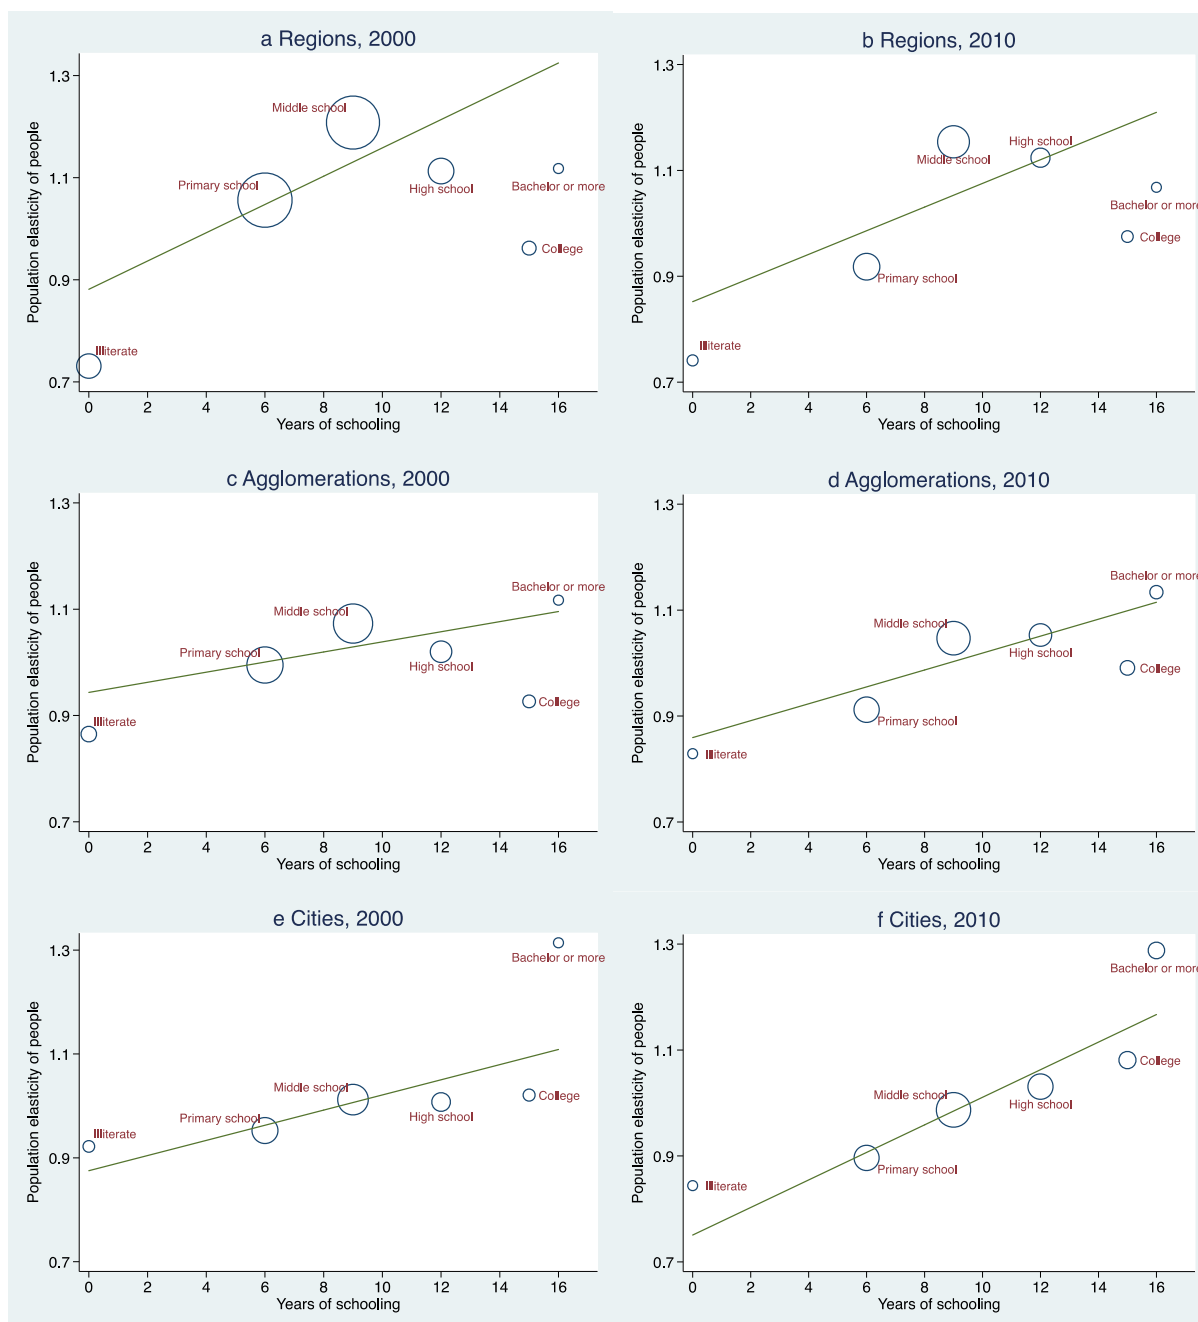 a Regions, 2000
Population elasticity of people
1.3
1.1
0.9
0.7
Middle school
Primary school
High school
Bachelor or more
College
Illiterate
0 2 4 6 8 10 12 14 16
Years of schooling
b Regions, 2010
Population elasticity of people
1.3
1.1
0.9
0.7
High school
Middle school
Bachelor or more
College
Primary school
Illiterate
0 2 4 6 8 10 12 14 16
Years of schooling
c Agglomerations, 2000
Population elasticity of people
1.3
1.1
0.9
0.7
Bachelor or more
Middle school
Primary school
High school
College
Illiterate
0 2 4 6 8 10 12 14 16
Years of schooling
d Agglomerations, 2010
Population elasticity of people
1.3
1.1
0.9
0.7
Bachelor or more
Middle school
High school
College
Primary school
Illiterate
0 2 4 6 8 10 12 14 16
Years of schooling
e Cities, 2000
Population elasticity of people
1.3
1.1
0.9
0.7
Bachelor or more
Middle school
College
Primary school
High school
Illiterate
0 2 4 6 8 10 12 14 16
Years of schooling
f Cities, 2010
Population elasticity of people
1.3
1.1
0.9
0.7
Bachelor or more
College
Middle school
High school
Primary school
Illiterate
0 2 4 6 8 10 12 14 16
Years of schooling